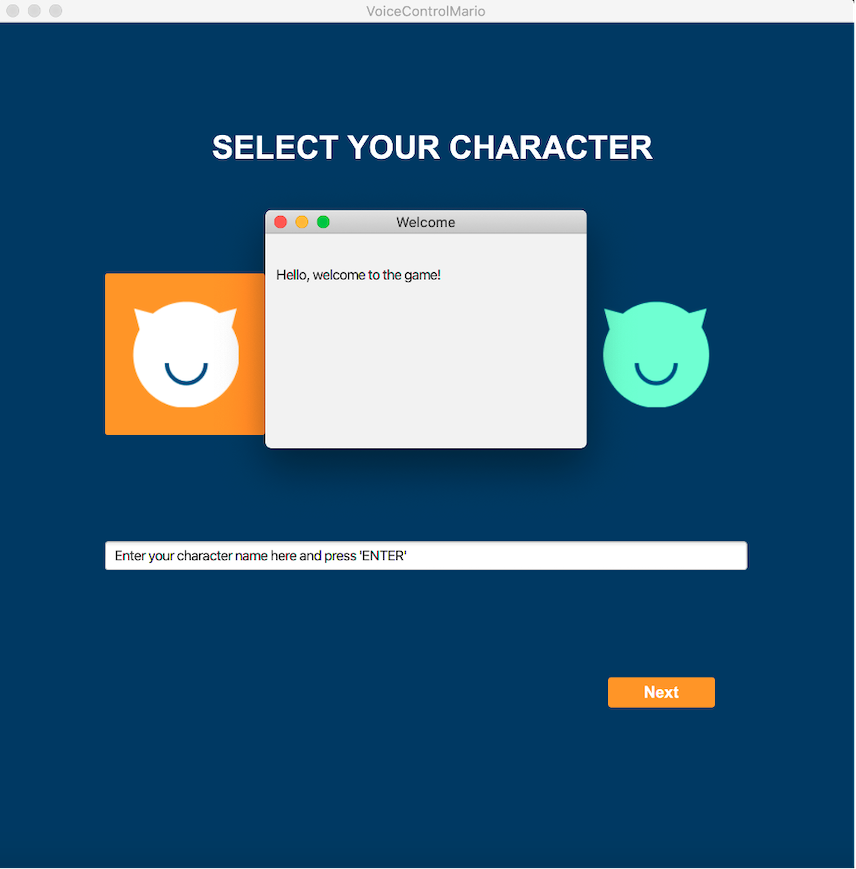 VoiceControlMario
SELECT YOUR CHARACTER
Welcome
Hello, welcome to the game!
Enter your character name here and press 'ENTER'
Next